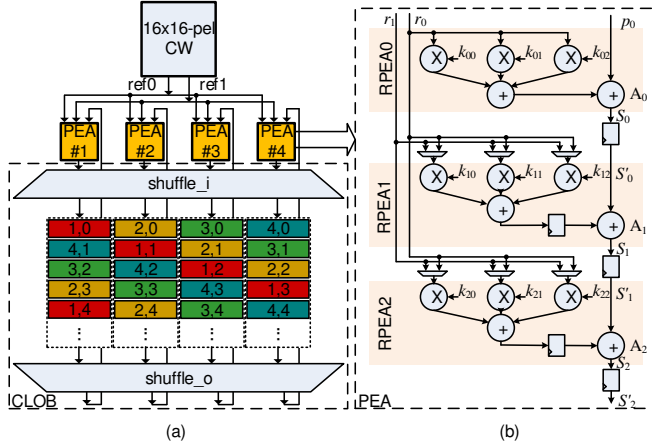 16x16-pel
CW
ref0 ref1
PEA #1
PEA #2
PEA #3
PEA #4
shuffle_i
1,0 2,0 3,0 4,0
4,1 1,1 2,1 3,1
3,2 4,2 1,2 2,2
2,3 3,3 4,3 1,3
1,4 2,4 3,4 4,4
⋮ ⋮ ⋮ ⋮
shuffle_o
CLOB
(a)
r₁ r₀ p₀
RPEA0
X k₀₀ X k₀₁ X k₀₂
+ + A₀
S₀
RPEA1
X k₁₀ X k₁₁ X k₁₂ S'₀
+ + A₁
S₁
RPEA2
X k₂₀ X k₂₁ X k₂₂ S'₁
+ + A₂
S₂
S'₂
PEA
(b)